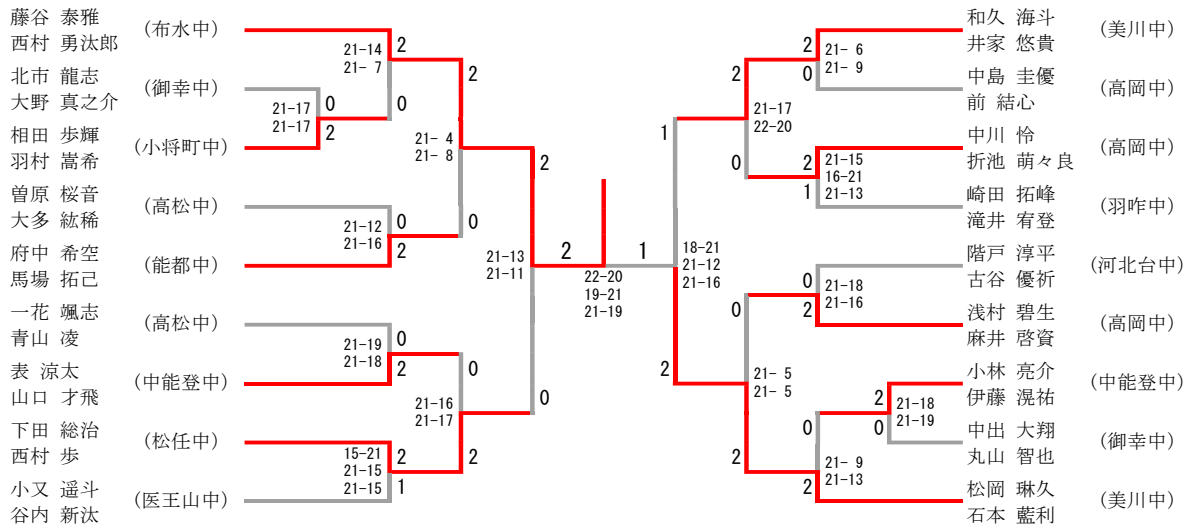 藤谷 泰雅
西村 勇汰郎
(布水中)
北市 龍志
大野 真之介
(御幸中)
相田 歩輝
羽村 嵩希
(小将町中)
曽原 桜音
大多 紘稀
(高松中)
府中 希空
馬場 拓己
(能都中)
一花 颯志
青山 凌
(高松中)
表 涼太
山口 才飛
(中能登中)
下田 総治
西村 歩
(松任中)
小又 遥斗
谷内 新汰
(医王山中)
21-14
21- 7
2
0
21-17
21-17
0
2
21-12
21-16
0
2
21- 4
21- 8
2
0
21-19
21-18
0
2
15-21
21-15
21-15
2
1
21-16
21-17
0
2
21-13
21-11
2
0
2
1
22-20
19-21
21-19
18-21
21-12
21-16
1
2
21-17
22-20
2
0
21- 6
21- 9
2
0
21-15
16-21
21-13
2
1
21- 5
21- 5
0
2
21-18
21-16
0
2
21-18
21-19
2
0
21- 9
21-13
0
2
和久 海斗
井家 悠貴
(美川中)
中島 圭優
前 結心
(高岡中)
中川 怜
折池 萌々良
(高岡中)
崎田 拓峰
滝井 宥登
(羽咋中)
階戸 淳平
古谷 優祈
(河北台中)
浅村 碧生
麻井 啓資
(高岡中)
小林 亮介
伊藤 滉祐
(中能登中)
中出 大翔
丸山 智也
(御幸中)
松岡 琳久
石本 藍利
(美川中)